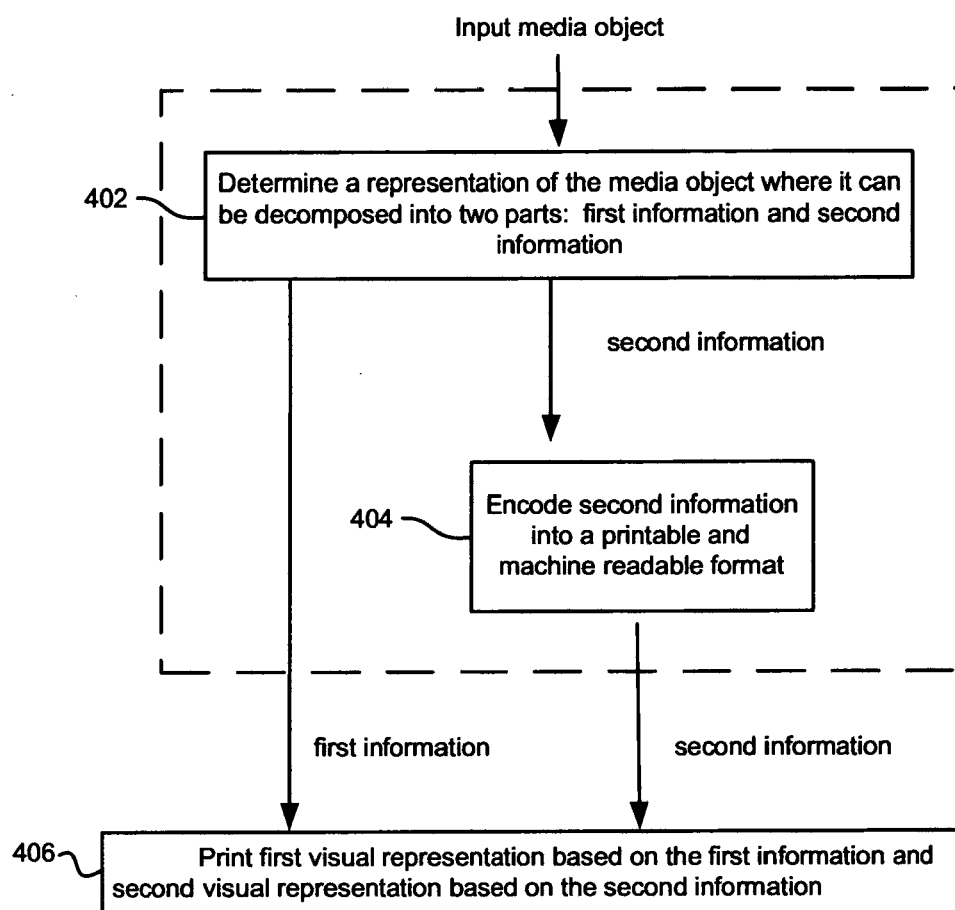 Input media object
402
Determine a representation of the media object where it can
be decomposed into two parts: first information and second
information
second information
404
Encode second information
into a printable and
machine readable format
first information
second information
406
Print first visual representation based on the first information and
second visual representation based on the second information